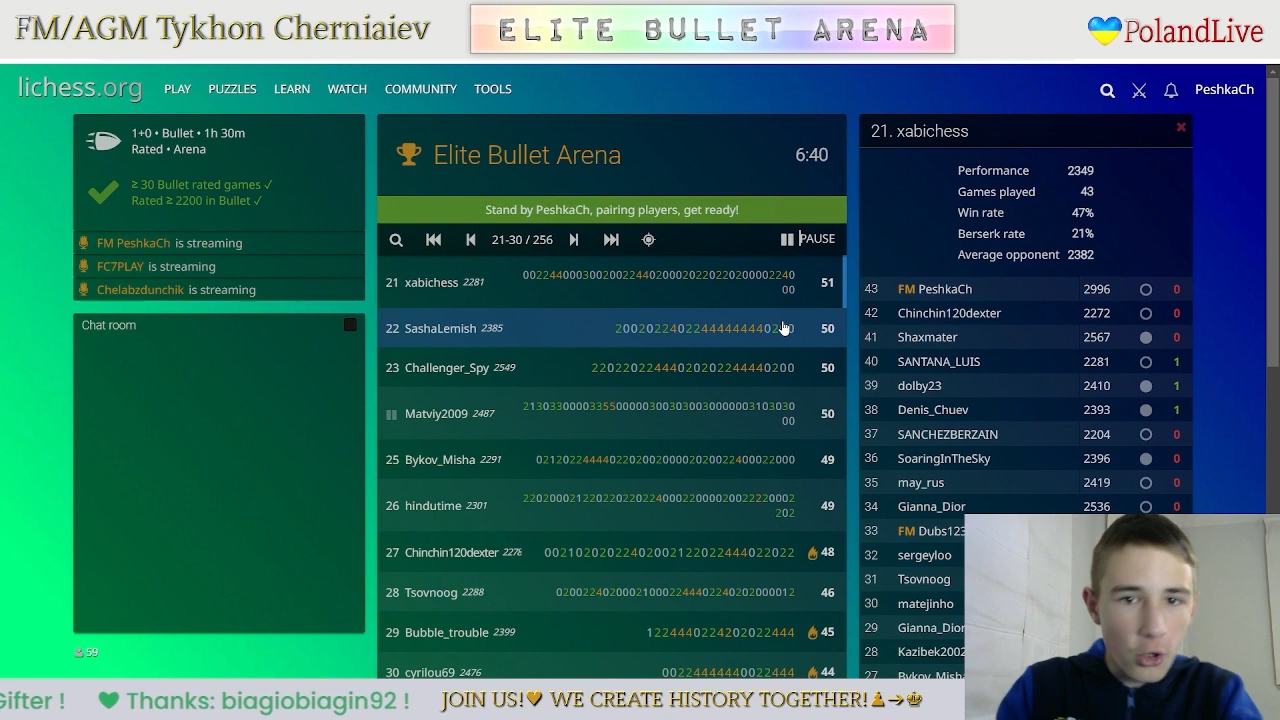 FM/AGM Tykhon Cherniaiev
ELITE BULLET ARENA
PolandLive
lichess.org
PLAY
PUZZLES
LEARN
WATCH
COMMUNITY
TOOLS
PeshkaCh
1+0 • Bullet • 1h 30m
Rated • Arena
≥ 30 Bullet rated games ✓
Rated ≥ 2200 in Bullet ✓
FM PeshkaCh is streaming
FC7PLAY is streaming
Chelabzdunchik is streaming
Chat room
59
Elite Bullet Arena
6:40
Stand by PeshkaCh, pairing players, get ready!
21-30 / 256
PAUSE
21 xabichess 2281
51
22 SashaLemish 2385
50
23 Challenger_Spy 2549 22022022444020202244440200 50
Matviy2009 2487
50
25 Bykov_Misha 2291
49
26 hindutime 2301
202
49
27 Chinchin120dexter
48
28 Tsovnoog 2288
46
29 Bubble_trouble 2399 1224440224202022444 45
30 cyrilou69 2476
44
21. xabichess
Performance 2349
Games played 43
Win rate 47%
Berserk rate 21%
Average opponent 2382
43 FM PeshkaCh 2996 0
42 Chinchin120dexter 2272 0
41 Shaxmater 2567 0
40 SANTANA_LUIS 2281 1
39 dolby23 2410 1
38 Denis_Chuev 2393 1
37 SANCHEZBERZAIN 2204 0
36 SoaringInTheSky 2396 0
35 may_rus 2419 0
34 Gianna_Dior 2536 0
33 FM Dubs123
32 sergeyloo
31 Tsovnoog
30 matejinho
29 Gianna_Dior
28 Kazibek2002
27 Bykov_Mish
Gifter !
Thanks: biagiobiagin92 !
JOIN US! WE CREATE HISTORY TOGETHER!